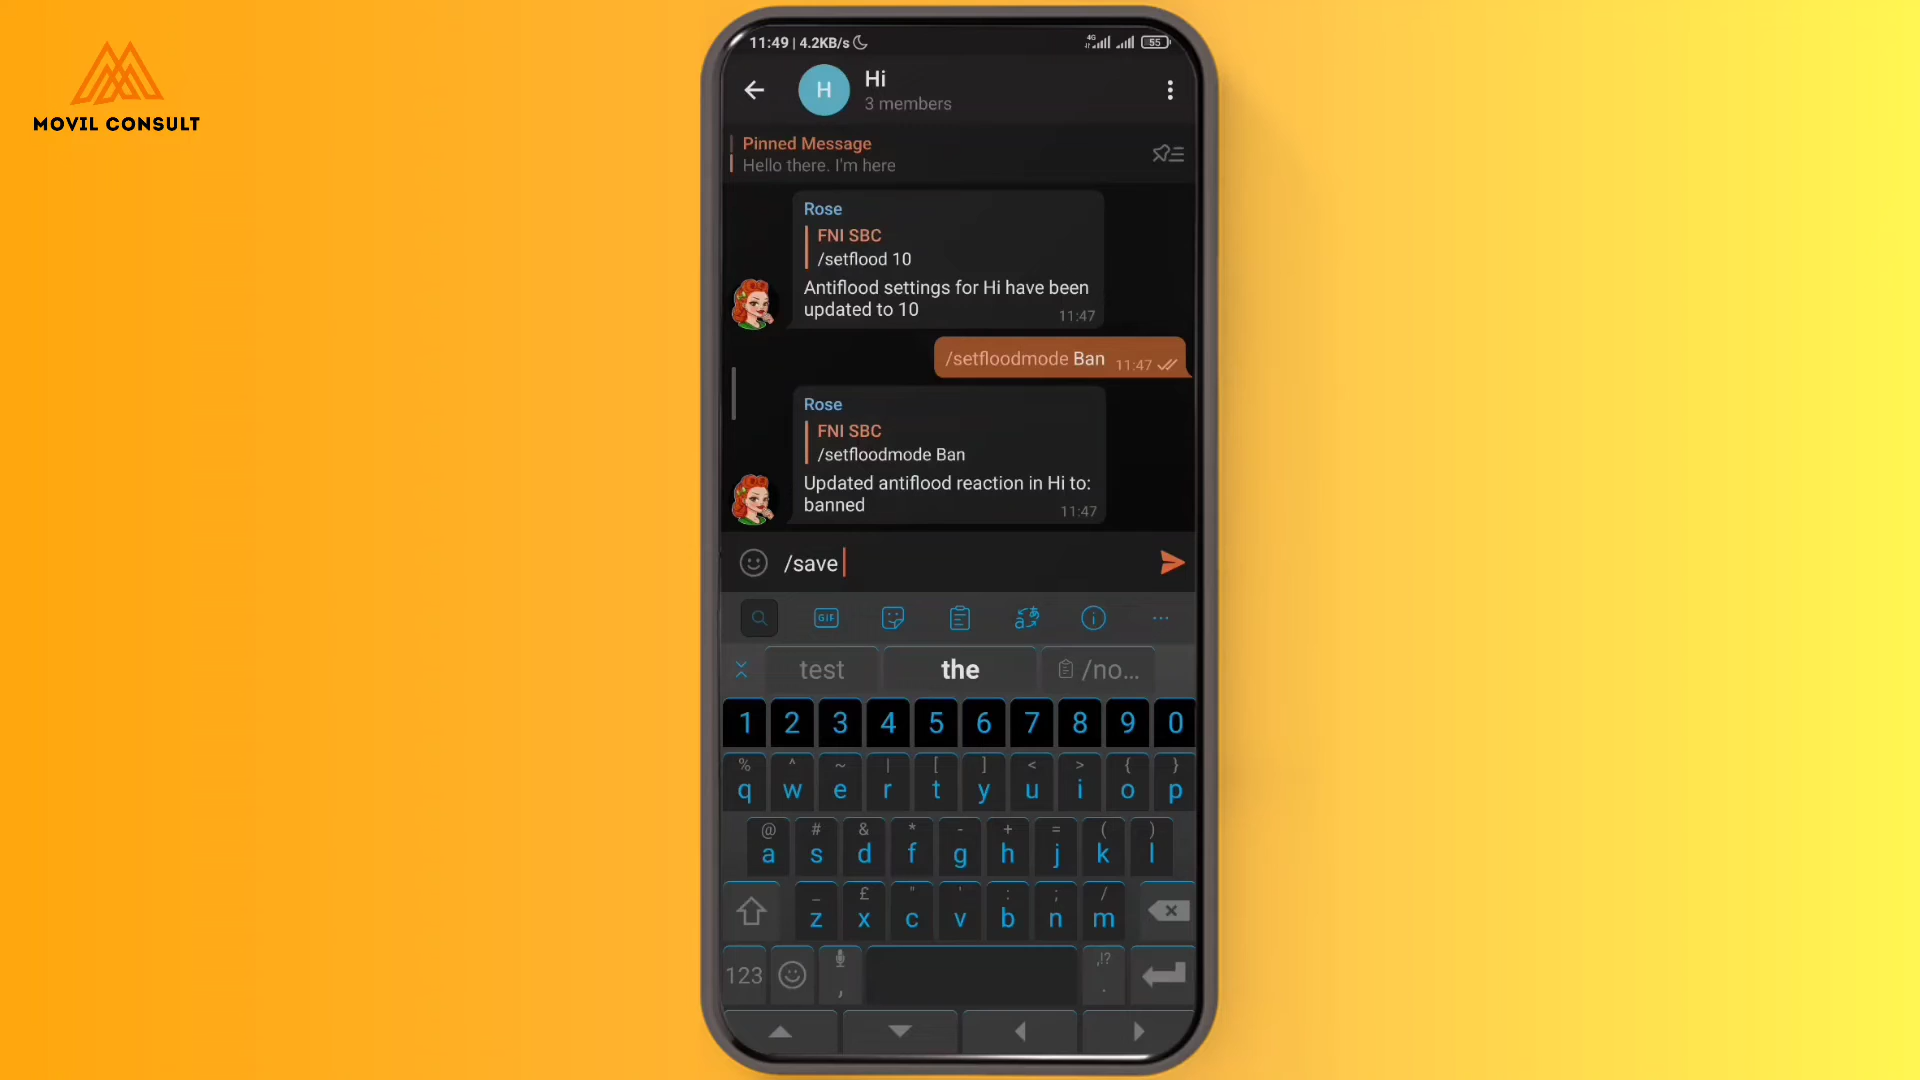 MOVIL CONSULT
11:49 | 4.2KB/s
4G
55
H
Hi
3 members
Pinned Message
Hello there. I'm here
Rose
FNI SBC
/setflood 10
Antiflood settings for Hi have been
updated to 10
11:47
/setfloodmode Ban
11:47
Rose
FNI SBC
/setfloodmode Ban
Updated antiflood reaction in Hi to:
banned
11:47
/save
GIF
test
the
/no...
1 2 3 4 5 6 7 8 9 0
% ^ ~ | [ ] < > { }
q w e r t y u i o p
@ # & * - + = ( )
a s d f g h j k l
_ £ " ' : ; /
z x c v b n m
123 , ,!? .